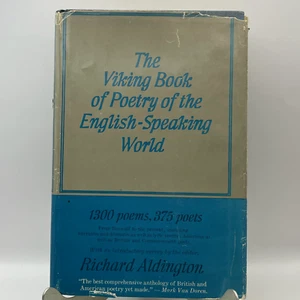 The
Viking Book
of Poetry of the
English-Speaking
World
1300 poems, 375 poets
Richard Aldington
"The best comprehensive anthology of British and
American poetry yet made." — Mark Van Doren